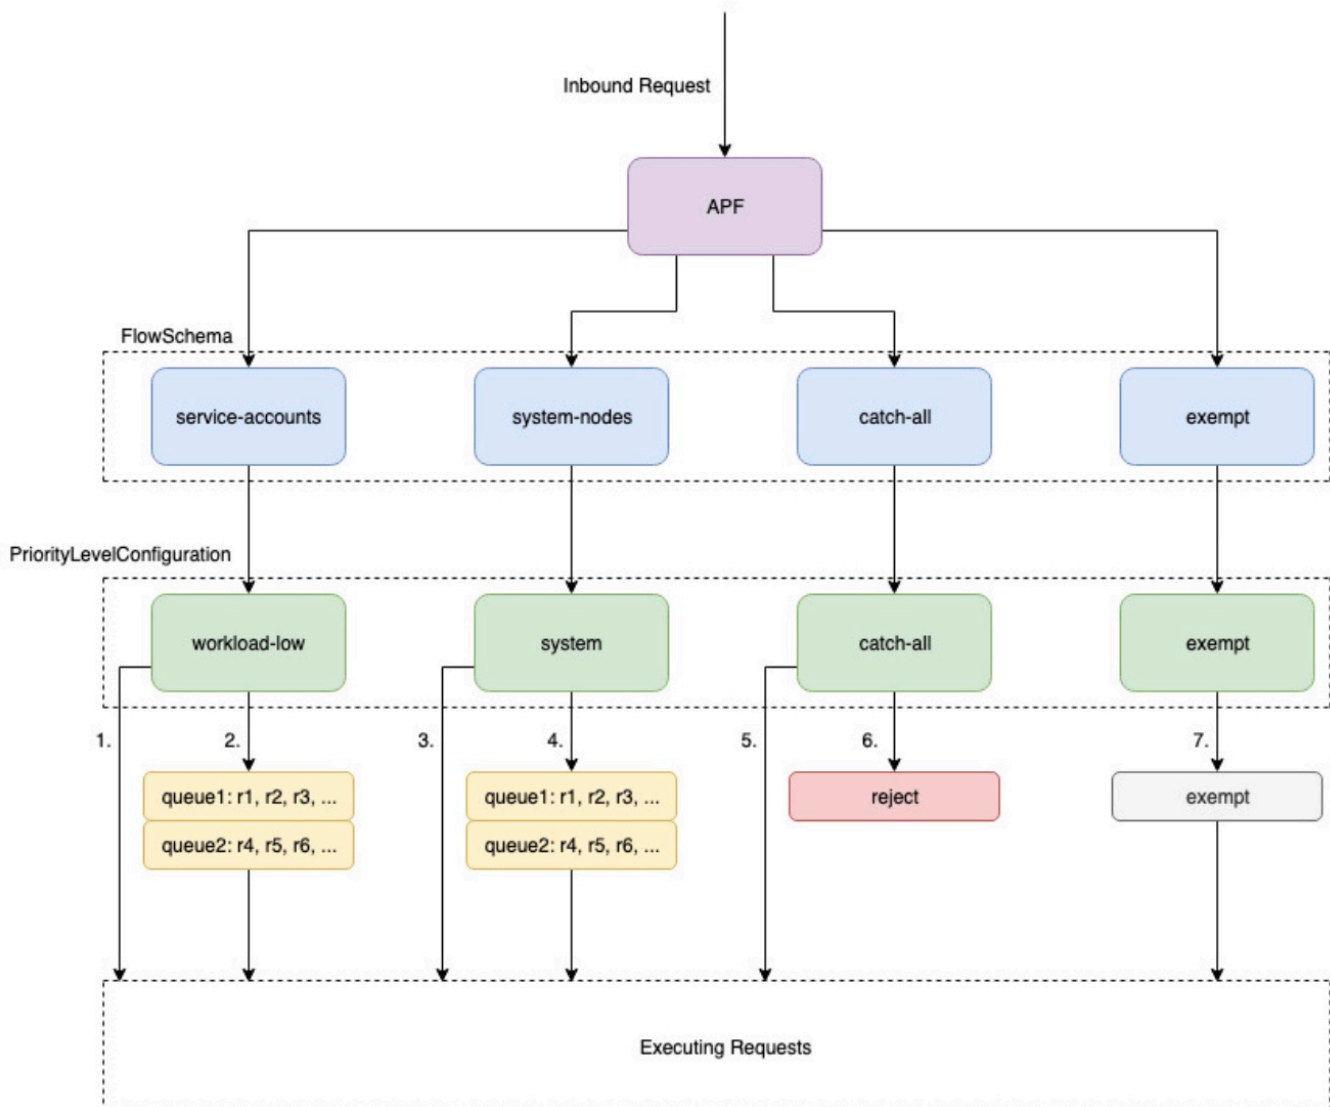 Inbound Request
APF
FlowSchema
service-accounts
system-nodes
catch-all
exempt
PriorityLevelConfiguration
workload-low
system
catch-all
exempt
1.
2.
3.
4.
5.
6.
7.
queue1: r1, r2, r3, ...
queue1: r1, r2, r3, ...
reject
exempt
queue2: r4, r5, r6, ...
queue2: r4, r5, r6, ...
Executing Requests